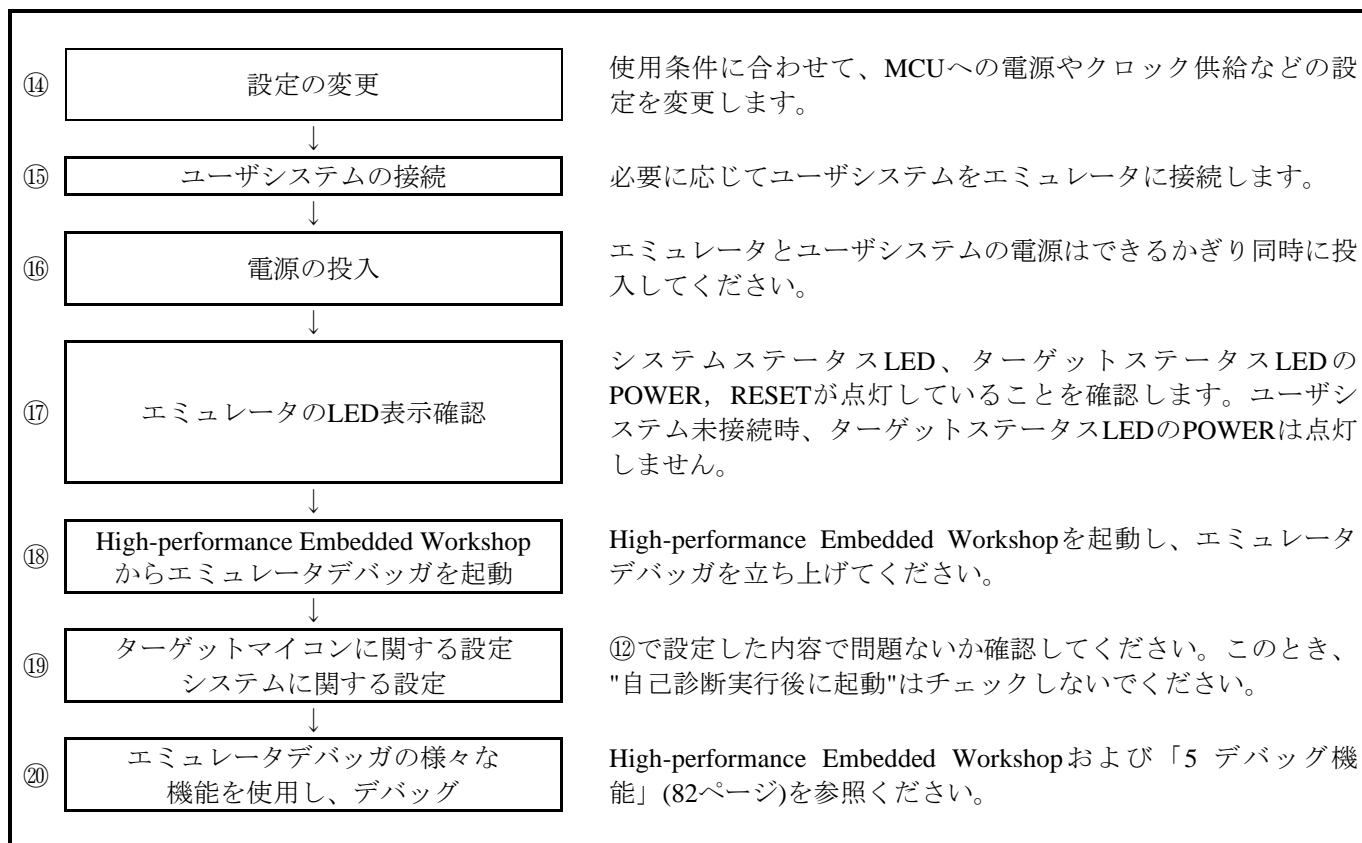 ⑭ 設定の変更
使用条件に合わせて、MCUへの電源やクロック供給などの設
定を変更します。
↓
⑮ ユーザシステムの接続
必要に応じてユーザシステムをエミュレータに接続します。
↓
⑯ 電源の投入
エミュレータとユーザシステムの電源はできるかぎり同時に投
入してください。
↓
⑰ エミュレータのLED表示確認
システムステータスLED、ターゲットステータスLEDの
POWER，RESETが点灯していることを確認します。ユーザシ
ステム未接続時、ターゲットステータスLEDのPOWERは点灯
しません。
↓
⑱ High-performance Embedded Workshop
からエミュレータデバッガを起動
High-performance Embedded Workshopを起動し、エミュレータ
デバッガを立ち上げてください。
↓
⑲ ターゲットマイコンに関する設定
システムに関する設定
⑫で設定した内容で問題ないか確認してください。このとき、
"自己診断実行後に起動"はチェックしないでください。
↓
⑳ エミュレータデバッガの様々な
機能を使用し、デバッグ
High-performance Embedded Workshopおよび「5 デバッグ機
能」(82ページ)を参照ください。